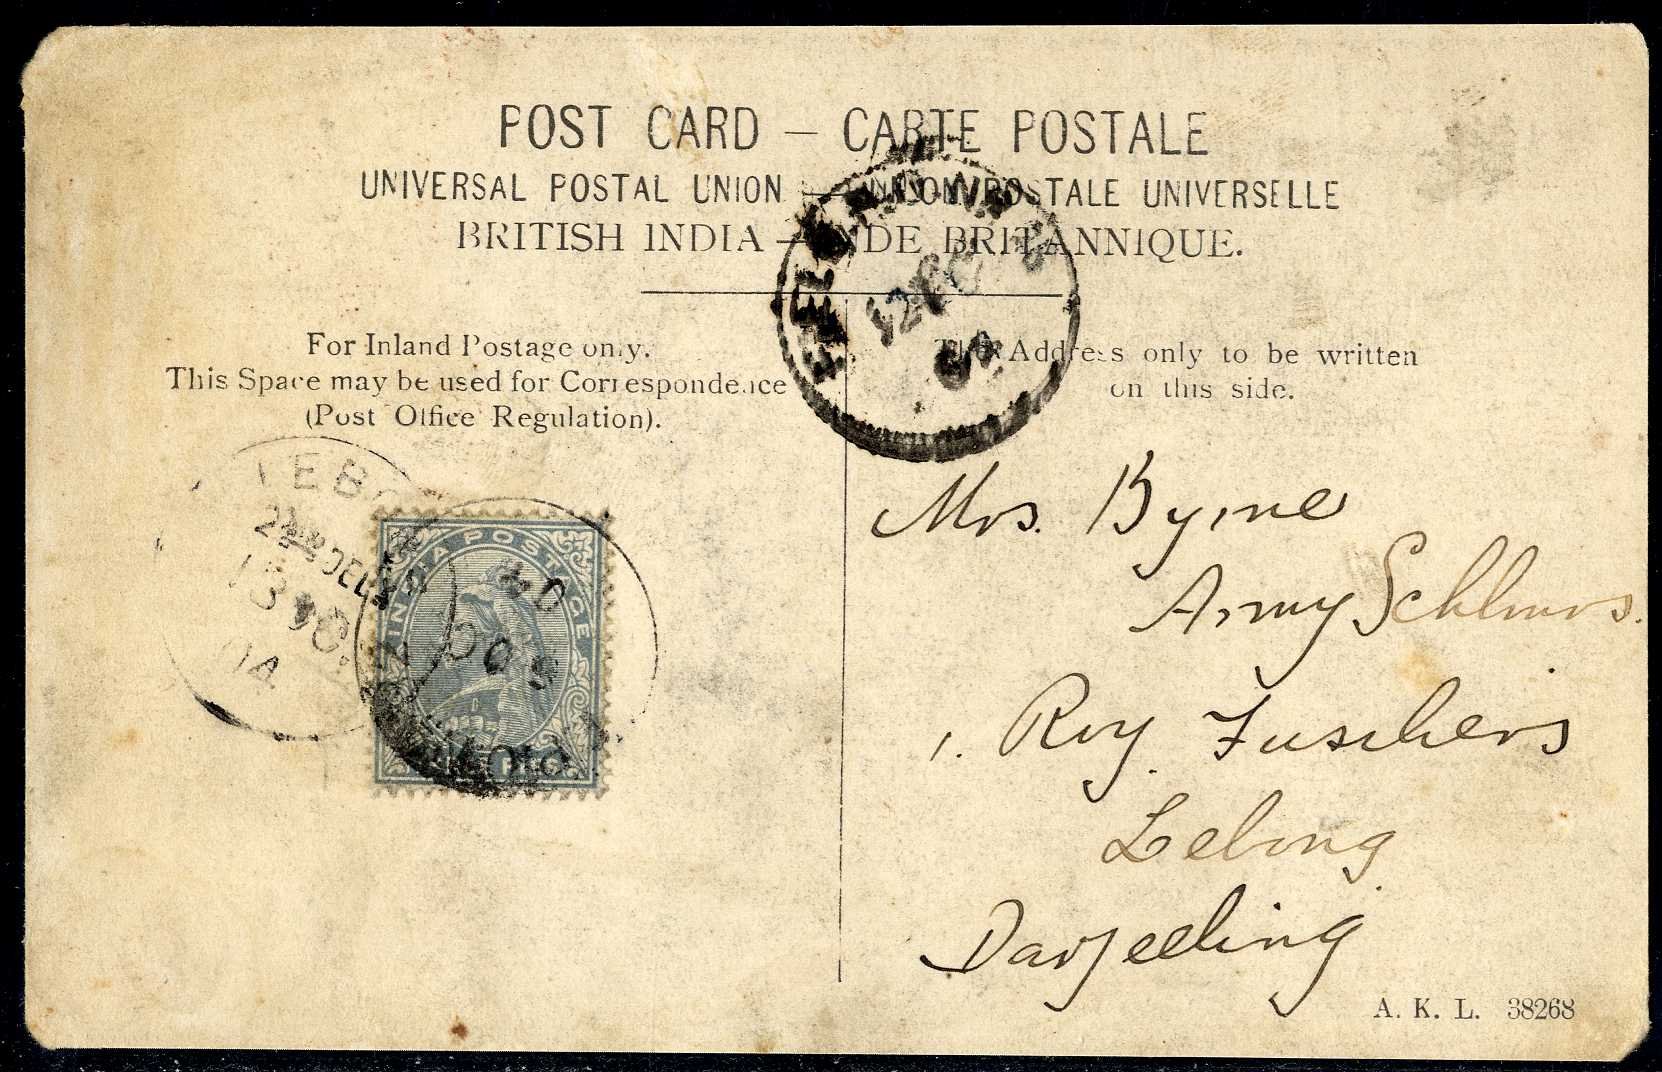 POST CARD — CARTE POSTALE
UNIVERSAL POSTAL UNION — UNION POSTALE UNIVERSELLE
BRITISH INDIA — INDE BRITANNIQUE.
For Inland Postage only.
This Space may be used for Correspondence
(Post Office Regulation).
The Address only to be written
on this side.
INDIA POSTAGE
Mrs. Byrne
Army
1. Roy. Fuschers
Lebong
Darjeeling
A. K. L. 38268